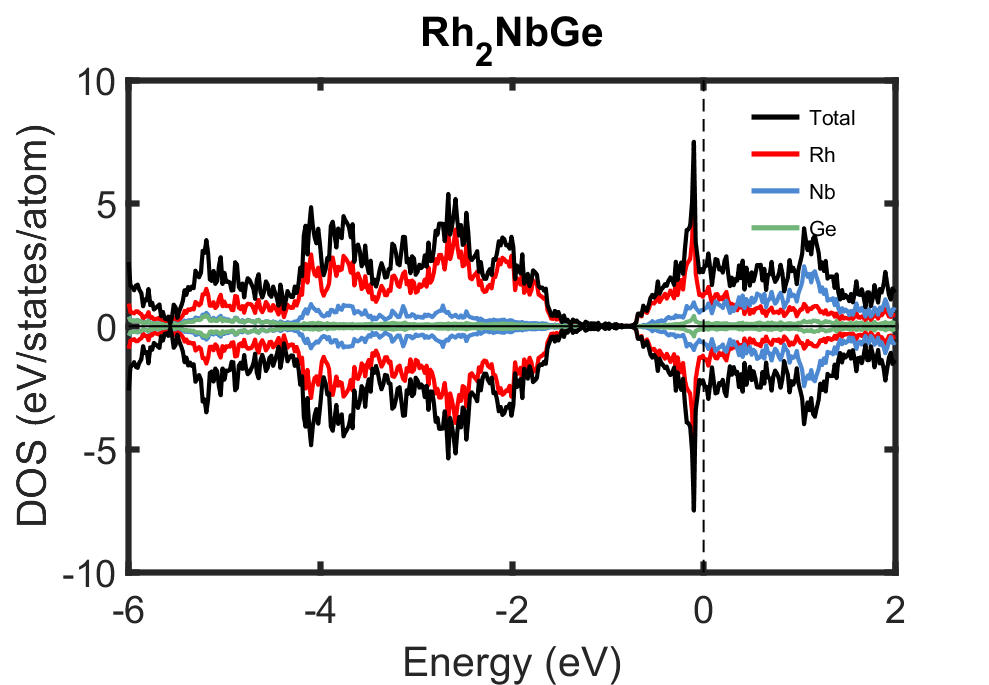 Rh₂NbGe
10
5
0
-5
-10
DOS (eV/states/atom)
Total
Rh
Nb
Ge
-6
-4
-2
0
2
Energy (eV)